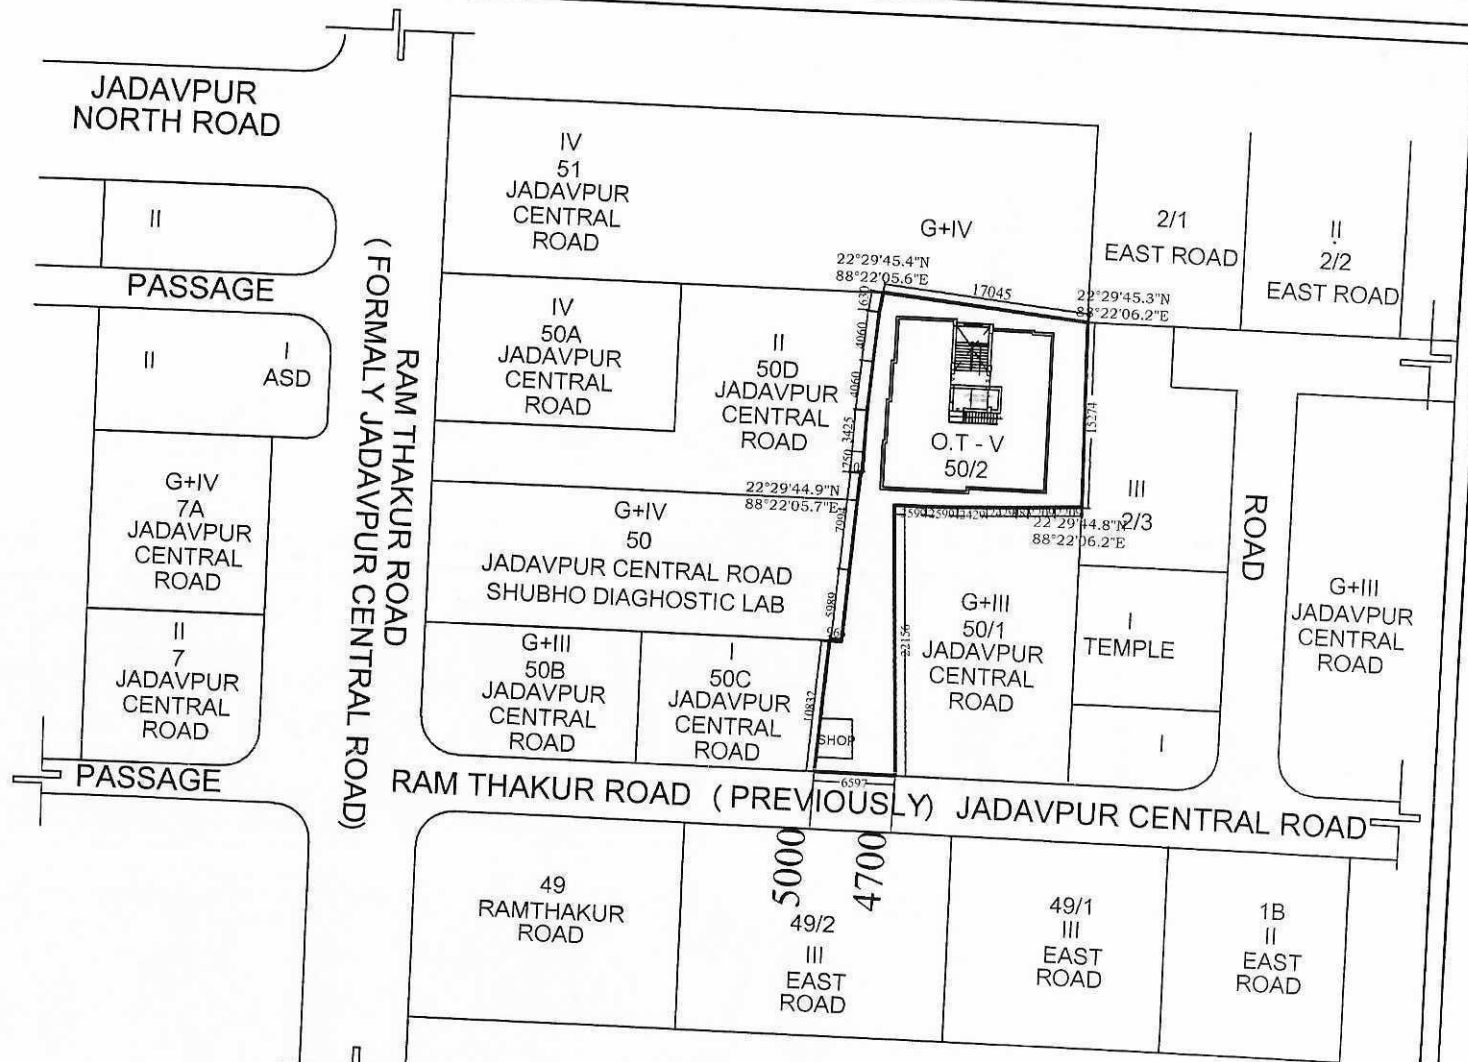 JADAVPUR
NORTH ROAD
IV
51
JADAVPUR
CENTRAL
ROAD
G+IV
2/1
EAST ROAD
II
2/2
EAST ROAD
II
PASSAGE
22°29'45.4"N
88°22'05.6"E
17045
22°29'45.3"N
88°22'06.2"E
RAM THAKUR ROAD
(FORMALY JADAVPUR CENTRAL ROAD)
II
I
ASD
IV
50A
JADAVPUR
CENTRAL
ROAD
II
50D
JADAVPUR
CENTRAL
ROAD
1630
4060
4060
3425
1750
O.T - V
50/2
15274
G+IV
7A
JADAVPUR
CENTRAL
ROAD
G+IV
50
JADAVPUR CENTRAL ROAD
SHUBHO DIAGHOSTIC LAB
22°29'44.9"N
88°22'05.7"E
7994
5989
III
2/3
22°29'44.8"N
88°22'06.2"E
ROAD
G+III
JADAVPUR
CENTRAL
ROAD
II
7
JADAVPUR
CENTRAL
ROAD
G+III
50B
JADAVPUR
CENTRAL
ROAD
I
50C
JADAVPUR
CENTRAL
ROAD
10832
SHOP
22156
G+III
50/1
JADAVPUR
CENTRAL
ROAD
I
TEMPLE
I
PASSAGE
RAM THAKUR ROAD (PREVIOUSLY) JADAVPUR CENTRAL ROAD
6597
5000
4700
49
RAMTHAKUR
ROAD
49/2
III
EAST
ROAD
49/1
III
EAST
ROAD
1B
II
EAST
ROAD